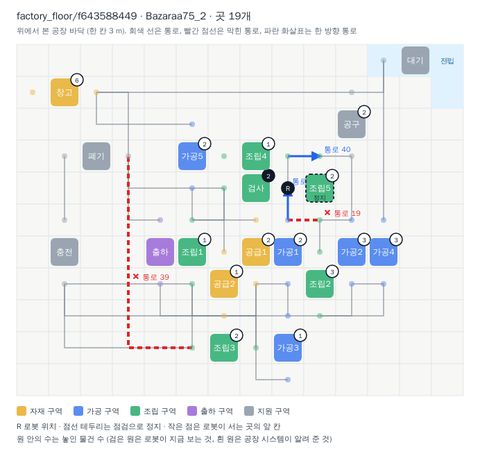 factory_floor/f643588449 · Bazaraa75_2 · 곳 19개
위에서 본 공장 바닥 (한 칸 3 m). 회색 선은 통로, 빨간 점선은 막힌 통로, 파란 화살표는 한 방향 통로
대기
전립
창고
6
공구
2
폐기
가공5
2
조립4
1
통로 40
검사
2
통로
R
조립5
2
정지
통로 19
충전
출하
조립1
1
공급1
2
가공1
2
가공2
3
가공4
3
통로 39
공급2
1
조립2
3
조립3
2
가공3
1
자재 구역
가공 구역
조립 구역
출하 구역
지원 구역
R 로봇 위치 · 점선 테두리는 점검으로 정지 · 작은 점은 로봇이 서는 곳의 앞 칸
원 안의 수는 놓인 물건 수 (검은 원은 로봇이 지금 보는 것, 흰 원은 공장 시스템이 알려 준 것)